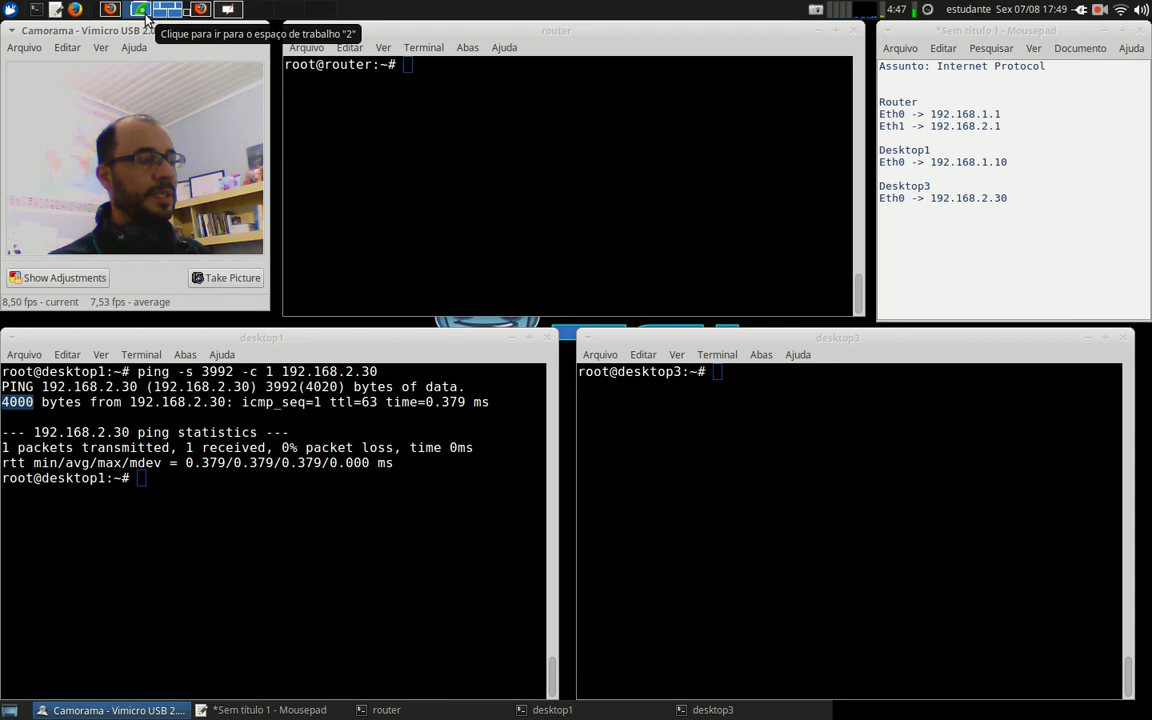 4:47
estudante
Sex 07/08 17:49
Camorama - Vimicro USB 2.0
Clique para ir para o espaço de trabalho "2"
Arquivo Editar Ver Ajuda
Show Adjustments
Take Picture
8,50 fps - current 7,53 fps - average
router
Arquivo Editar Ver Terminal Abas Ajuda
root@router:~#
*Sem título 1 - Mousepad
Arquivo Editar Pesquisar Ver Documento Ajuda
Assunto: Internet Protocol
Router
Eth0 -> 192.168.1.1
Eth1 -> 192.168.2.1
Desktop1
Eth0 -> 192.168.1.10
Desktop3
Eth0 -> 192.168.2.30
desktop1
Arquivo Editar Ver Terminal Abas Ajuda
root@desktop1:~# ping -s 3992 -c 1 192.168.2.30
PING 192.168.2.30 (192.168.2.30) 3992(4020) bytes of data.
4000 bytes from 192.168.2.30: icmp_seq=1 ttl=63 time=0.379 ms
--- 192.168.2.30 ping statistics ---
1 packets transmitted, 1 received, 0% packet loss, time 0ms
rtt min/avg/max/mdev = 0.379/0.379/0.379/0.000 ms
root@desktop1:~#
desktop3
Arquivo Editar Ver Terminal Abas Ajuda
root@desktop3:~#
Camorama - Vimicro USB 2.... *Sem título 1 - Mousepad router desktop1 desktop3